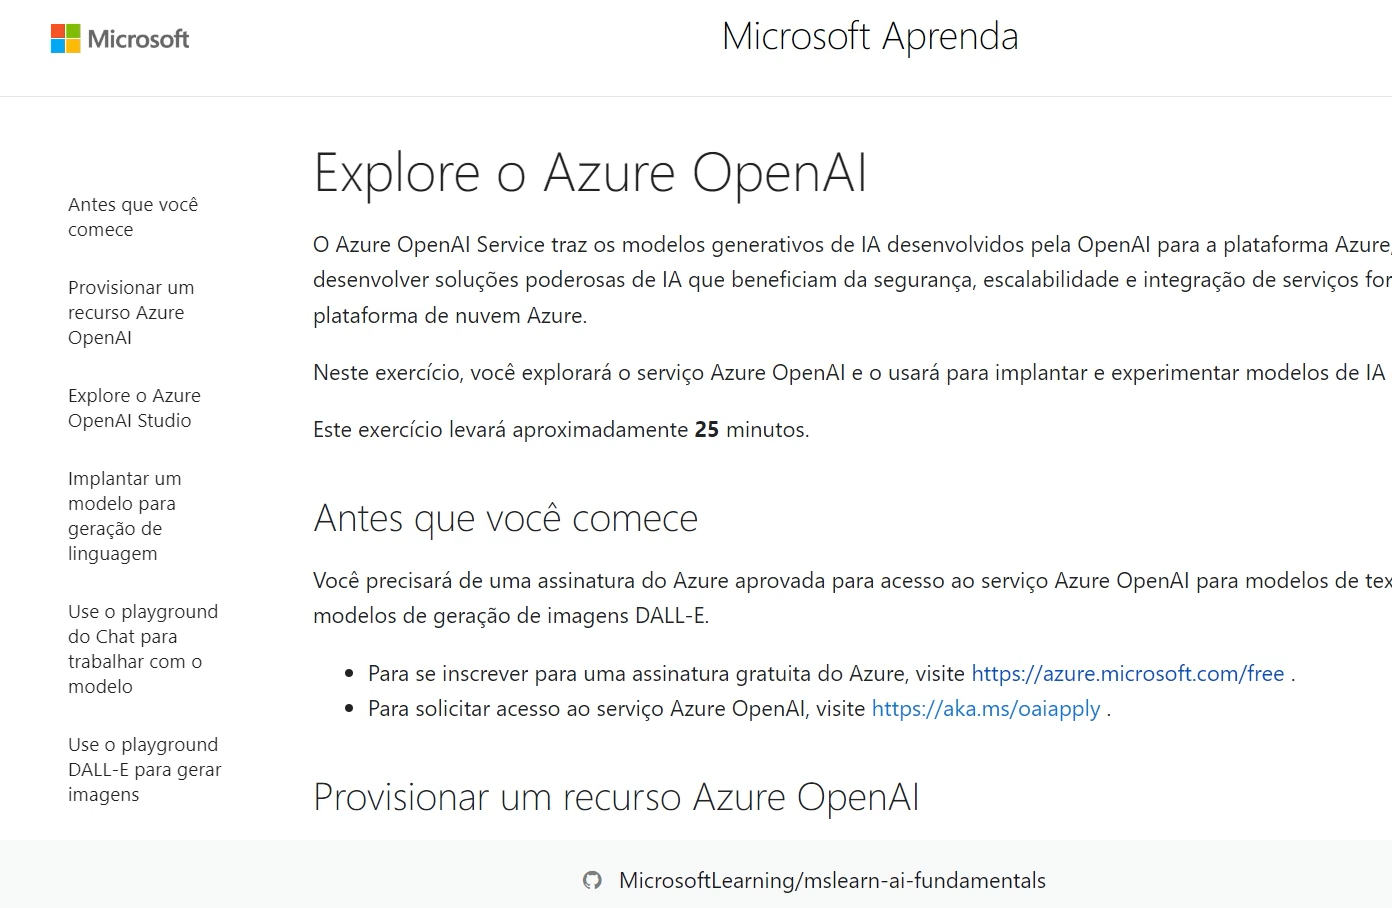 Microsoft
Microsoft Aprenda
Antes que você
comece
Provisionar um
recurso Azure
OpenAI
Explore o Azure
OpenAI Studio
Implantar um
modelo para
geração de
linguagem
Use o playground
do Chat para
trabalhar com o
modelo
Use o playground
DALL-E para gerar
imagens
Explore o Azure OpenAI
O Azure OpenAI Service traz os modelos generativos de IA desenvolvidos pela OpenAI para a plataforma Azure,
desenvolver soluções poderosas de IA que beneficiam da segurança, escalabilidade e integração de serviços for
plataforma de nuvem Azure.
Neste exercício, você explorará o serviço Azure OpenAI e o usará para implantar e experimentar modelos de IA
Este exercício levará aproximadamente 25 minutos.
Antes que você comece
Você precisará de uma assinatura do Azure aprovada para acesso ao serviço Azure OpenAI para modelos de tex
modelos de geração de imagens DALL-E.
• Para se inscrever para uma assinatura gratuita do Azure, visite https://azure.microsoft.com/free .
• Para solicitar acesso ao serviço Azure OpenAI, visite https://aka.ms/oaiapply .
Provisionar um recurso Azure OpenAI
MicrosoftLearning/mslearn-ai-fundamentals